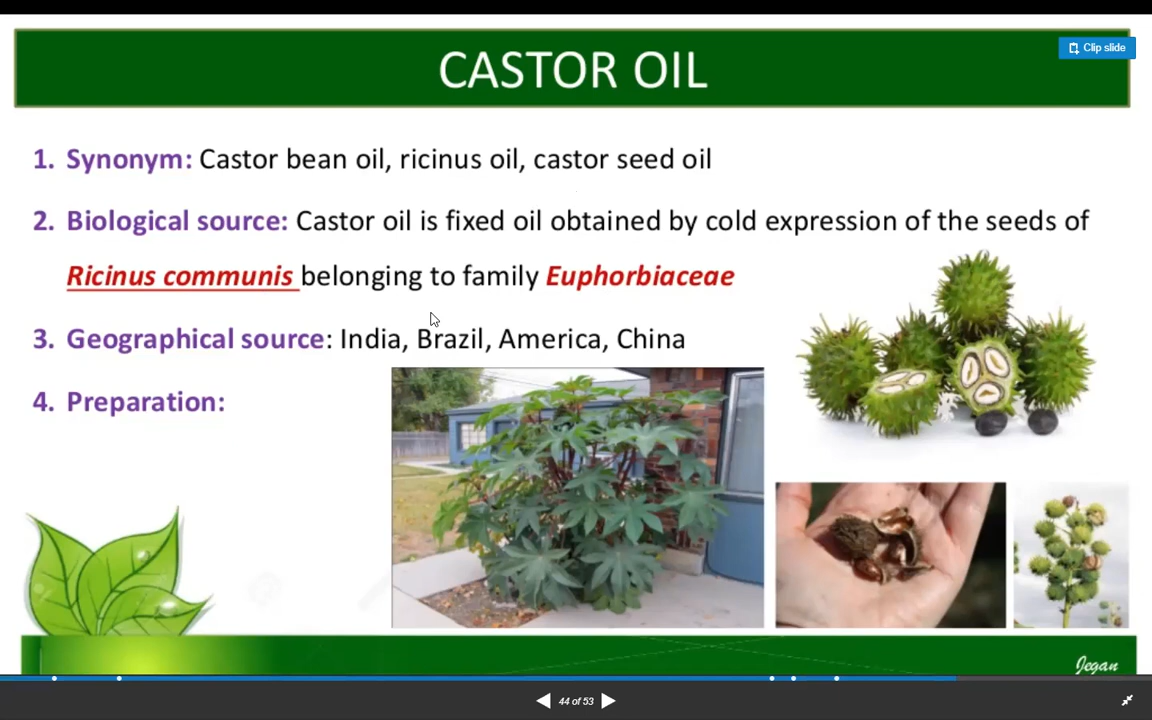 CASTOR OIL
Clip slide
1. Synonym: Castor bean oil, ricinus oil, castor seed oil
2. Biological source: Castor oil is fixed oil obtained by cold expression of the seeds of
Ricinus communis belonging to family Euphorbiaceae
3. Geographical source: India, Brazil, America, China
4. Preparation:
Jegan
44 of 53